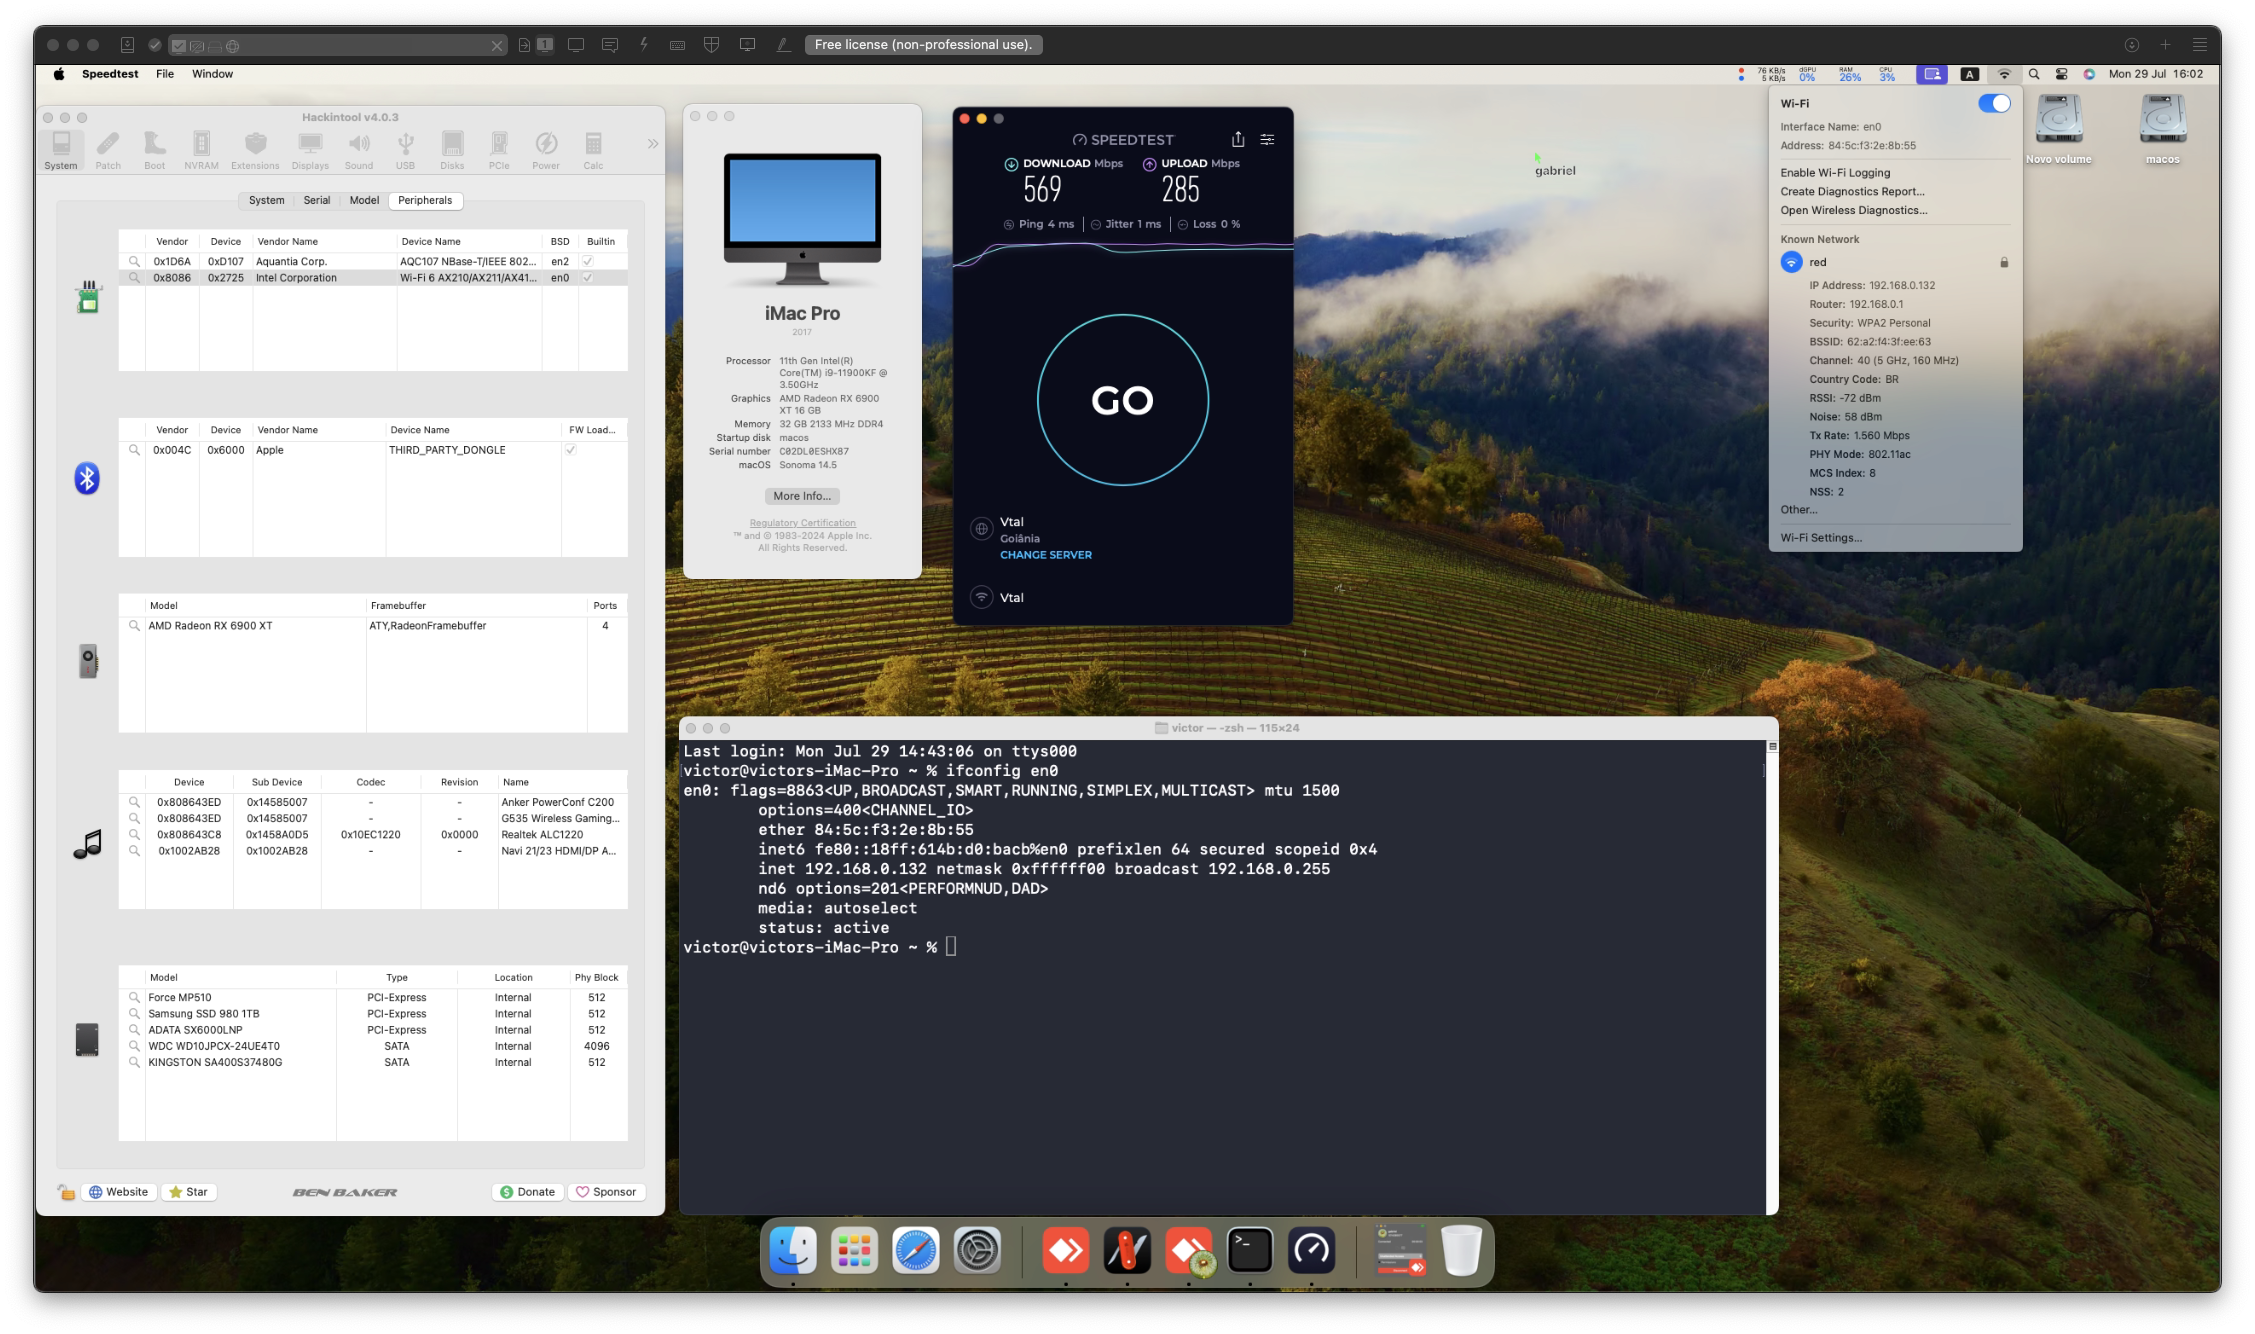 1
Free license (non-professional use).
Speedtest File Window
76 KB/s
5 KB/s
dGPU
0%
RAM
26%
CPU
3%
A
Mon 29 Jul 16:02
Hackintool v4.0.3
System Patch Boot NVRAM Extensions Displays Sound USB Disks PCIe Power Calc
System Serial Model Peripherals
Vendor Device Vendor Name Device Name BSD Builtin
0x1D6A 0xD107 Aquantia Corp. AQC107 NBase-T/IEEE 802... en2
0x8086 0x2725 Intel Corporation Wi-Fi 6 AX210/AX211/AX41... en0
Vendor Device Vendor Name Device Name FW Load...
0x004C 0x6000 Apple THIRD_PARTY_DONGLE
Model Framebuffer Ports
AMD Radeon RX 6900 XT ATY,RadeonFramebuffer 4
Device Sub Device Codec Revision Name
0x808643ED 0x14585007 - - Anker PowerConf C200
0x808643ED 0x14585007 - - G535 Wireless Gaming...
0x808643C8 0x1458A0D5 0x10EC1220 0x0000 Realtek ALC1220
0x1002AB28 0x1002AB28 - - Navi 21/23 HDMI/DP A...
Model Type Location Phy Block
Force MP510 PCI-Express Internal 512
Samsung SSD 980 1TB PCI-Express Internal 512
ADATA SX6000LNP PCI-Express Internal 512
WDC WD10JPCX-24UE4T0 SATA Internal 4096
KINGSTON SA400S37480G SATA Internal 512
Website Star BEN BAKER Donate Sponsor
iMac Pro
2017
Processor 11th Gen Intel(R)
Core(TM) i9-11900KF @
3.50GHz
Graphics AMD Radeon RX 6900
XT 16 GB
Memory 32 GB 2133 MHz DDR4
Startup disk macos
Serial number C02DL0ESHX87
macOS Sonoma 14.5
More Info...
Regulatory Certification
™ and © 1983-2024 Apple Inc.
All Rights Reserved.
SPEEDTEST
DOWNLOAD Mbps UPLOAD Mbps
569 285
Ping 4 ms Jitter 1 ms Loss 0 %
GO
Vtal
Goiânia
CHANGE SERVER
Vtal
gabriel
Wi-Fi
Interface Name: en0
Address: 84:5c:f3:2e:8b:55
Enable Wi-Fi Logging
Create Diagnostics Report...
Open Wireless Diagnostics...
Known Network
red
IP Address: 192.168.0.132
Router: 192.168.0.1
Security: WPA2 Personal
BSSID: 62:a2:f4:3f:ee:63
Channel: 40 (5 GHz, 160 MHz)
Country Code: BR
RSSI: -72 dBm
Noise: 58 dBm
Tx Rate: 1.560 Mbps
PHY Mode: 802.11ac
MCS Index: 8
NSS: 2
Other...
Wi-Fi Settings...
Novo volume macos
victor — -zsh — 115×24
Last login: Mon Jul 29 14:43:06 on ttys000
victor@victors-iMac-Pro ~ % ifconfig en0
en0: flags=8863<UP,BROADCAST,SMART,RUNNING,SIMPLEX,MULTICAST> mtu 1500
options=400<CHANNEL_IO>
ether 84:5c:f3:2e:8b:55
inet6 fe80::18ff:614b:d0:bacb%en0 prefixlen 64 secured scopeid 0x4
inet 192.168.0.132 netmask 0xffffff00 broadcast 192.168.0.255
nd6 options=201<PERFORMNUD,DAD>
media: autoselect
status: active
victor@victors-iMac-Pro ~ %